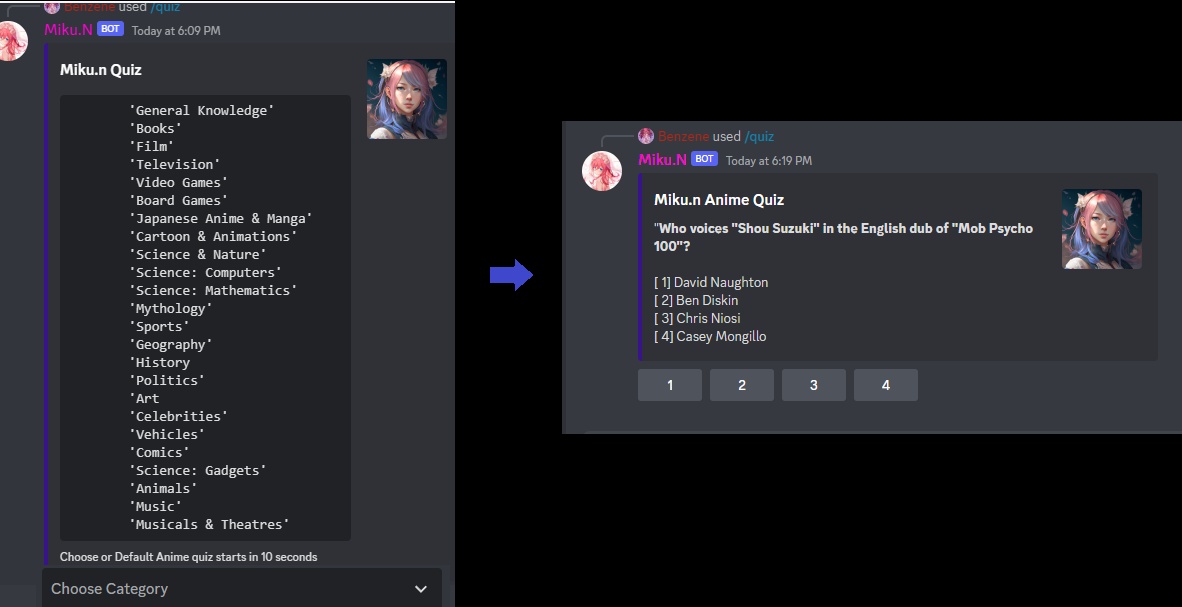 Benzene used /quiz
Miku.N BOT Today at 6:09 PM
Miku.n Quiz
'General Knowledge'
'Books'
'Film'
'Television'
'Video Games'
'Board Games'
'Japanese Anime & Manga'
'Cartoon & Animations'
'Science & Nature'
'Science: Computers'
'Science: Mathematics'
'Mythology'
'Sports'
'Geography'
'History
'Politics'
'Art
'Celebrities'
'Vehicles'
'Comics'
'Science: Gadgets'
'Animals'
'Music'
'Musicals & Theatres'
Choose or Default Anime quiz starts in 10 seconds
Choose Category
Benzene used /quiz
Miku.N BOT Today at 6:19 PM
Miku.n Anime Quiz
"Who voices "Shou Suzuki" in the English dub of "Mob Psycho
100"?
[ 1] David Naughton
[ 2] Ben Diskin
[ 3] Chris Niosi
[ 4] Casey Mongillo
1 2 3 4